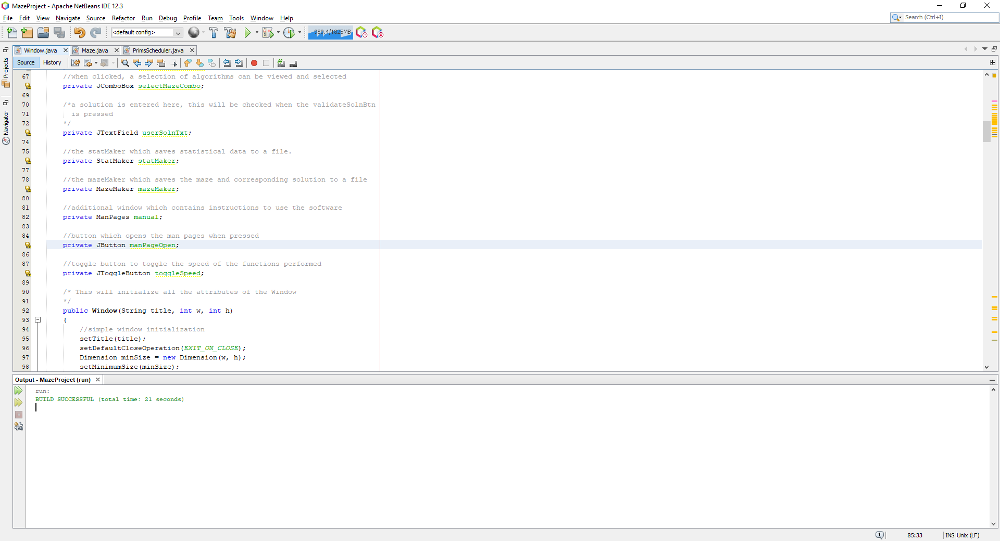 MazeProject - Apache NetBeans IDE 12.3
File Edit View Navigate Source Refactor Run Debug Profile Team Tools Window Help
Search (Ctrl+I)
<default config>
989.4/1825MB
Window.java Maze.java PrimsScheduler.java
Source History
Projects
Navigator
67 //when clicked, a selection of algorithms can be viewed and selected
private JComboBox selectMazeCombo;
69
70 /*a solution is entered here, this will be checked when the validateSolnBtn
71 is pressed
72 */
private JTextField userSolnTxt;
74
75 //the statMaker which saves statistical data to a file.
private StatMaker statMaker;
77
78 //the mazeMaker which saves the maze and corresponding solution to a file
private MazeMaker mazeMaker;
80
81 //additional window which contains instructions to use the software
82 private ManPages manual;
83
84 //button which opens the man pages when pressed
private JButton manPageOpen;
86
87 //toggle button to toggle the speed of the functions performed
private JToggleButton toggleSpeed;
89
90 /* This will initialize all the attributes of the Window
91 */
92 public Window(String title, int w, int h)
93 {
94 //simple window initialization
95 setTitle(title);
96 setDefaultCloseOperation(EXIT_ON_CLOSE);
97 Dimension minSize = new Dimension(w, h);
98 setMinimumSize(minSize);
Output - MazeProject (run)
run:
BUILD SUCCESSFUL (total time: 21 seconds)
1 85:33 INS Unix (LF)